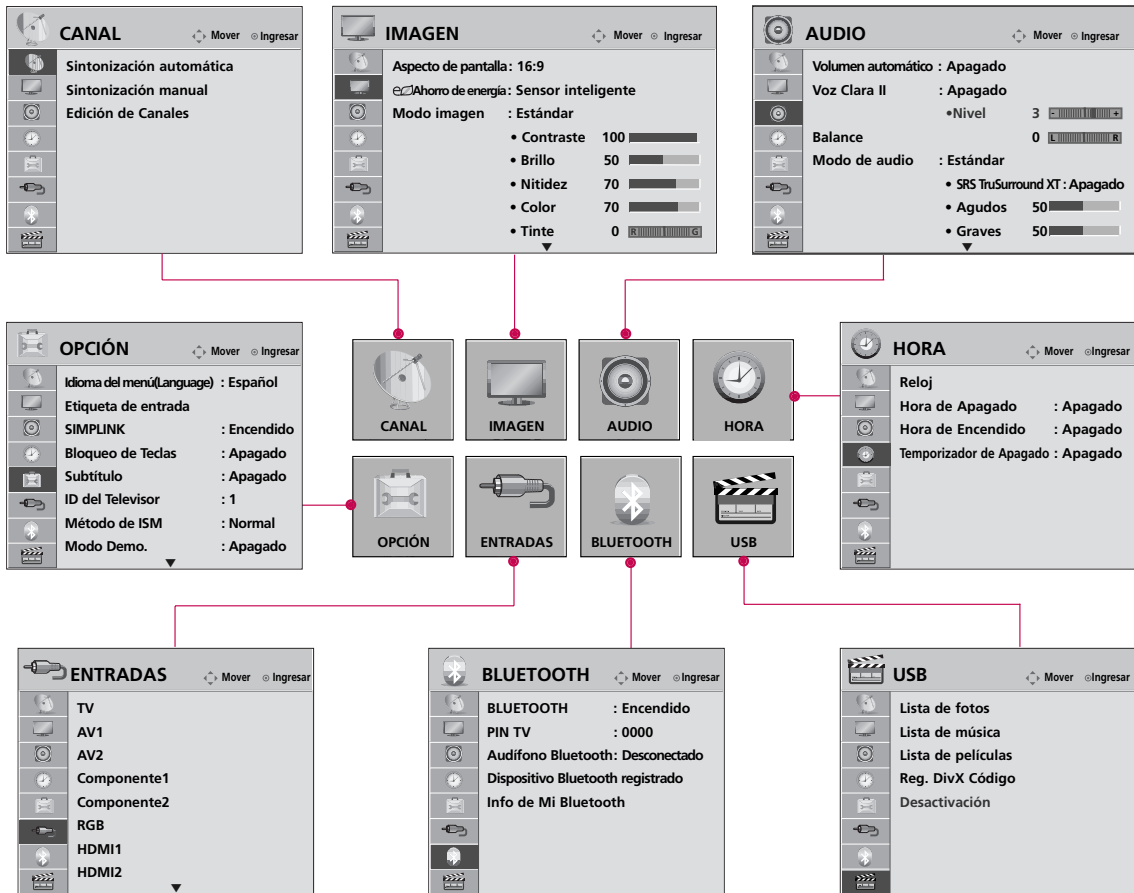 CANAL
Mover
Ingresar
Sintonización automática
Sintonización manual
Edición de Canales
IMAGEN
Mover
Ingresar
Aspecto de pantalla : 16:9
Ahorro de energía : Sensor inteligente
Modo imagen : Estándar
• Contraste 100
• Brillo 50
• Nitidez 70
• Color 70
• Tinte 0 R G
AUDIO
Mover
Ingresar
Volumen automático : Apagado
Voz Clara II : Apagado
•Nivel 3 - +
Balance 0 L R
Modo de audio : Estándar
• SRS TruSurround XT : Apagado
• Agudos 50
• Graves 50
OPCIÓN
Mover
Ingresar
Idioma del menú(Language) : Español
Etiqueta de entrada
SIMPLINK : Encendido
Bloqueo de Teclas : Apagado
Subtítulo : Apagado
ID del Televisor : 1
Método de ISM : Normal
Modo Demo. : Apagado
CANAL
IMAGEN
AUDIO
HORA
OPCIÓN
ENTRADAS
BLUETOOTH
USB
HORA
Mover
Ingresar
Reloj
Hora de Apagado : Apagado
Hora de Encendido : Apagado
Temporizador de Apagado : Apagado
ENTRADAS
Mover
Ingresar
TV
AV1
AV2
Componente1
Componente2
RGB
HDMI1
HDMI2
BLUETOOTH
Mover
Ingresar
BLUETOOTH : Encendido
PIN TV : 0000
Audífono Bluetooth : Desconectado
Dispositivo Bluetooth registrado
Info de Mi Bluetooth
USB
Mover
Ingresar
Lista de fotos
Lista de música
Lista de películas
Reg. DivX Código
Desactivación